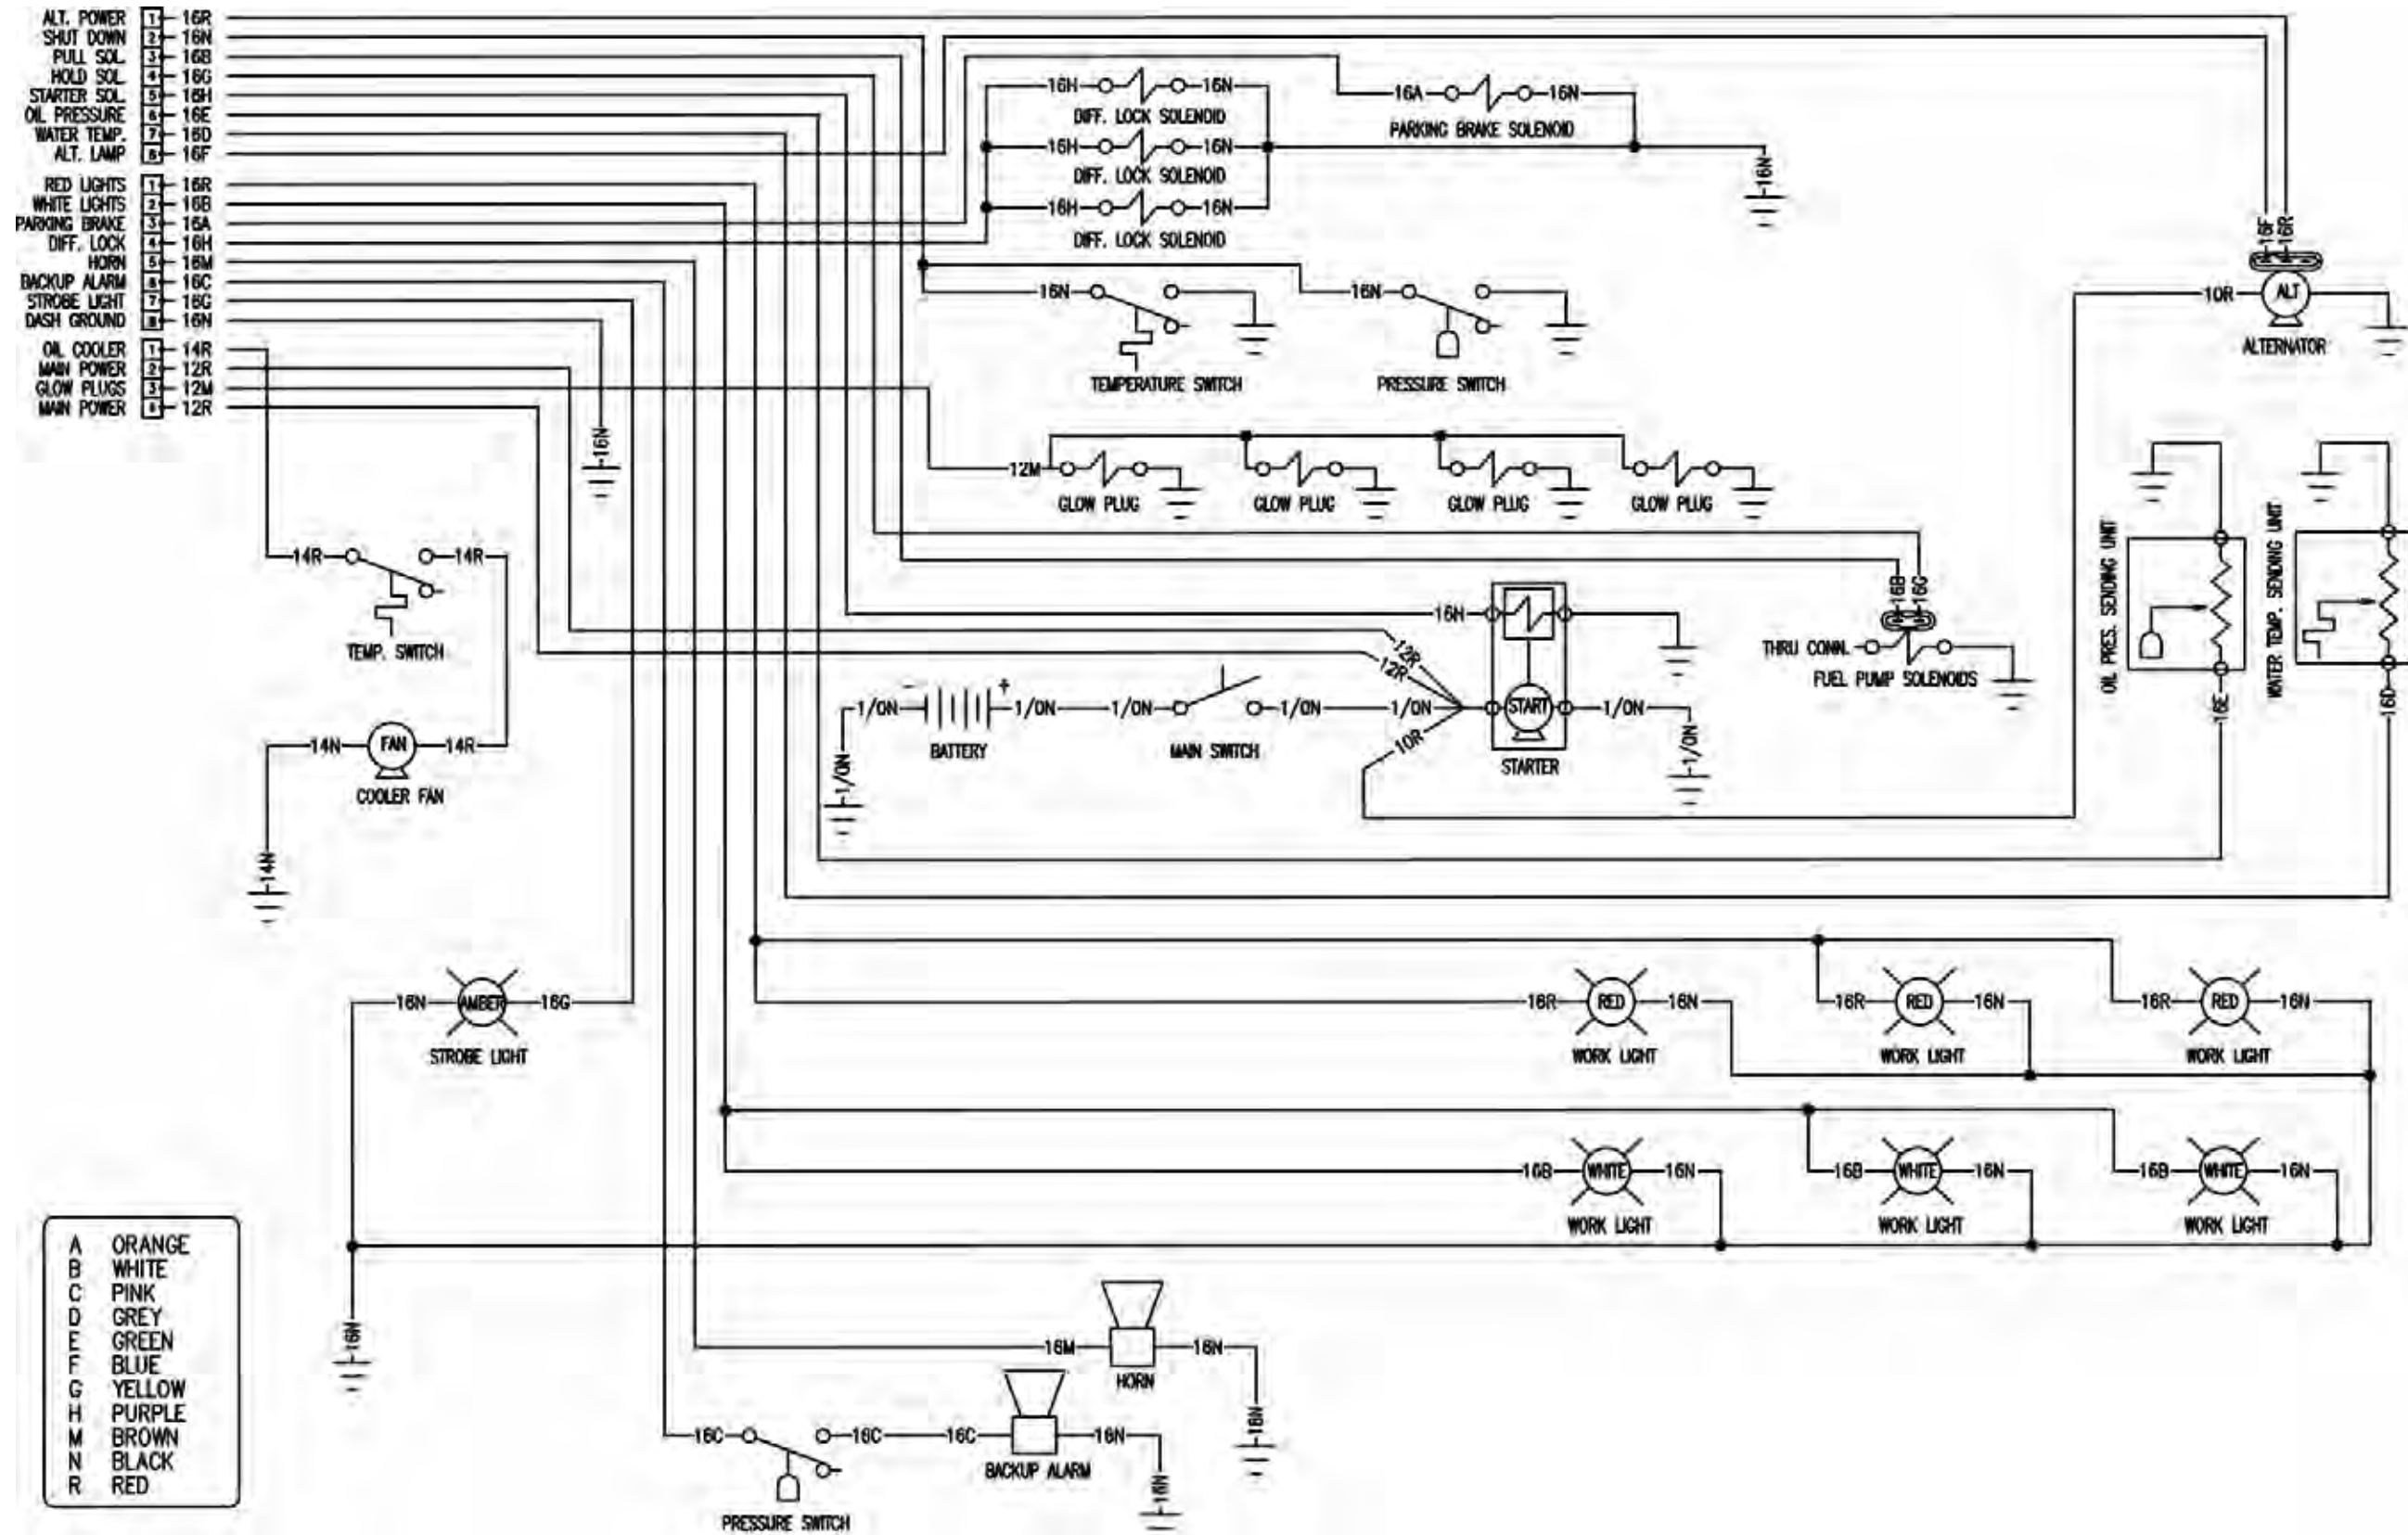 ALT. POWER 1 16R
SHUT DOWN 2 16N
PULL SOL. 3 16B
HOLD SOL. 4 16G
STARTER SOL. 5 16H
OIL PRESSURE 6 16E
WATER TEMP. 7 16D
ALT. LAMP 8 16F
RED LIGHTS 1 16R
WHITE LIGHTS 2 16B
PARKING BRAKE 3 16A
DIFF. LOCK 4 16H
HORN 5 16M
BACKUP ALARM 6 16C
STROBE LIGHT 7 16G
DASH GROUND 8 16N
OIL COOLER 1 14R
MAIN POWER 2 12R
GLOW PLUGS 3 12M
MAIN POWER 4 12R
16H 16N
DIFF. LOCK SOLENOID
16H 16N
DIFF. LOCK SOLENOID
16H 16N
DIFF. LOCK SOLENOID
16A 16N
PARKING BRAKE SOLENOID
16N
16F 16R
10R ALT
ALTERNATOR
16N
TEMPERATURE SWITCH
16N
PRESSURE SWITCH
16N
12M
GLOW PLUG
GLOW PLUG
GLOW PLUG
GLOW PLUG
14R 14R
TEMP. SWITCH
14N FAN 14R
COOLER FAN
14N
16N
12R
12R
START
STARTER
1/0N - + 1/0N 1/0N 1/0N 1/0N 1/0N
BATTERY
MAIN SWITCH
1/0N
10R
1/0N
16B 16G
THRU CONN.
FUEL PUMP SOLENOIDS
OIL PRES. SENDING UNIT
16E
WATER TEMP. SENDING UNIT
16D
16N AMBER 16G
STROBE LIGHT
16R RED 16N
WORK LIGHT
16R RED 16N
WORK LIGHT
16R RED 16N
WORK LIGHT
16B WHITE 16N
WORK LIGHT
16B WHITE 16N
WORK LIGHT
16B WHITE 16N
WORK LIGHT
16N
16M 16N
HORN
16N
16C 16C 16C 16N
BACKUP ALARM
16N
PRESSURE SWITCH
A ORANGE
B WHITE
C PINK
D GREY
E GREEN
F BLUE
G YELLOW
H PURPLE
M BROWN
N BLACK
R RED